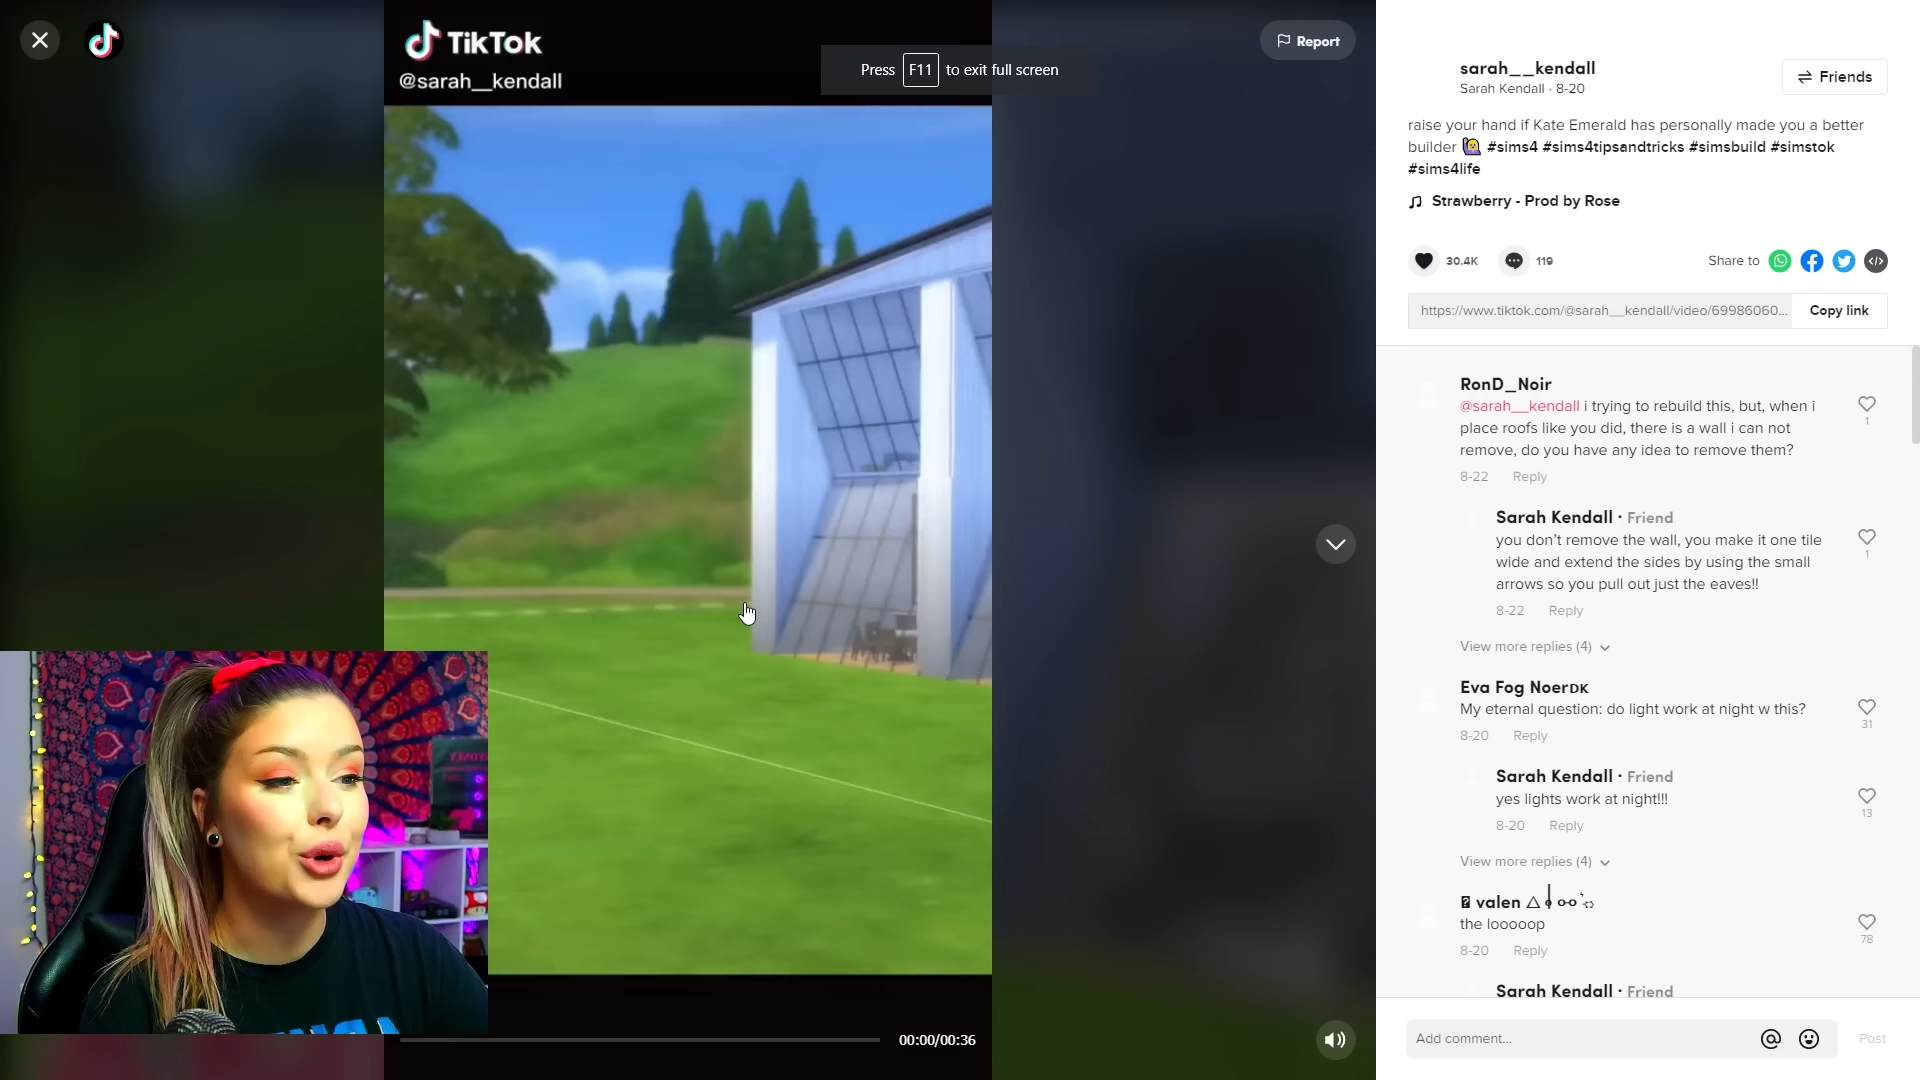 TikTok
@sarah__kendall
Press F11 to exit full screen
Report
sarah__kendall
Sarah Kendall · 8-20
Friends
raise your hand if Kate Emerald has personally made you a better
builder 🙋 #sims4 #sims4tipsandtricks #simsbuild #simstok
#sims4life
Strawberry - Prod by Rose
30.4K
119
Share to
https://www.tiktok.com/@sarah__kendall/video/69986060...
Copy link
RonD_Noir
@sarah__kendall i trying to rebuild this, but, when i
place roofs like you did, there is a wall i can not
remove, do you have any idea to remove them?
1
8-22 Reply
Sarah Kendall · Friend
you don't remove the wall, you make it one tile
wide and extend the sides by using the small
arrows so you pull out just the eaves!!
1
8-22 Reply
View more replies (4)
Eva Fog Noerᴅᴋ
My eternal question: do light work at night w this?
31
8-20 Reply
Sarah Kendall · Friend
yes lights work at night!!!
13
8-20 Reply
View more replies (4)
valen
the looooop
78
8-20 Reply
Sarah Kendall · Friend
00:00/00:36
Add comment...
@
Post